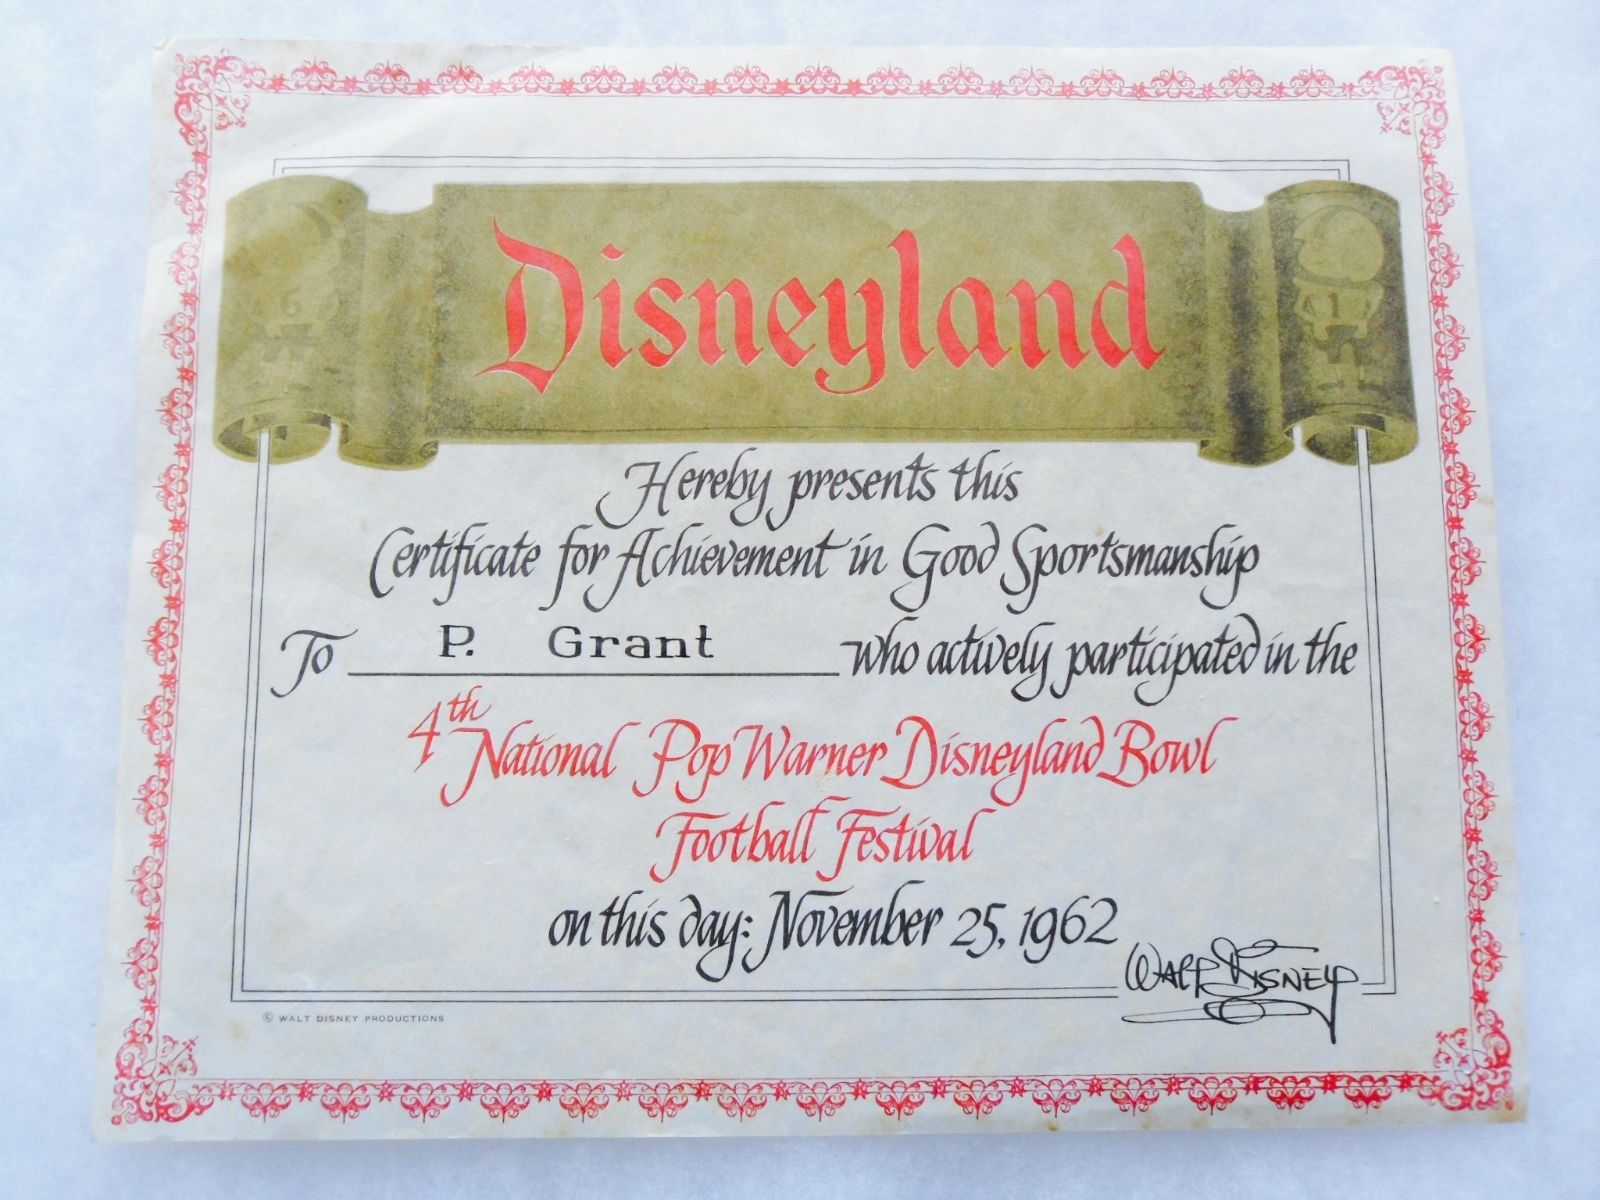 Disneyland
Hereby presents this
Certificate for Achievement in Good Sportsmanship
To P. Grant who actively participated in the
4th National Pop Warner Disneyland Bowl
Football Festival
on this day: November 25, 1962
Walt Disney
© WALT DISNEY PRODUCTIONS